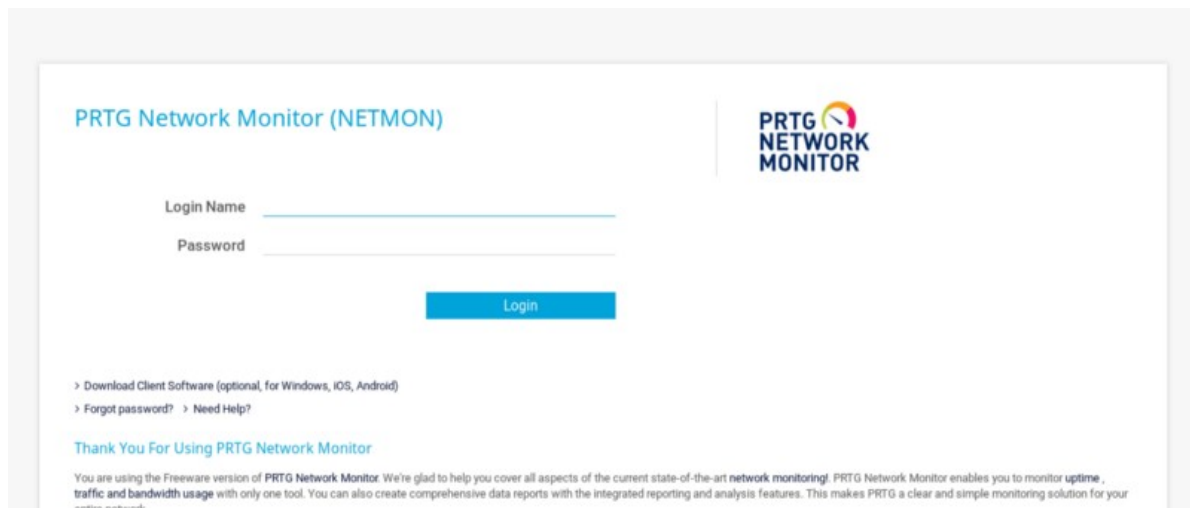 PRTG Network Monitor (NETMON)
PRTG
NETWORK
MONITOR
Login Name
Password
Login
> Download Client Software (optional, for Windows, iOS, Android)
> Forgot password? > Need Help?
Thank You For Using PRTG Network Monitor
You are using the Freeware version of PRTG Network Monitor. We're glad to help you cover all aspects of the current state-of-the-art network monitoring!. PRTG Network Monitor enables you to monitor uptime ,
traffic and bandwidth usage with only one tool. You can also create comprehensive data reports with the integrated reporting and analysis features. This makes PRTG a clear and simple monitoring solution for your
entire network.